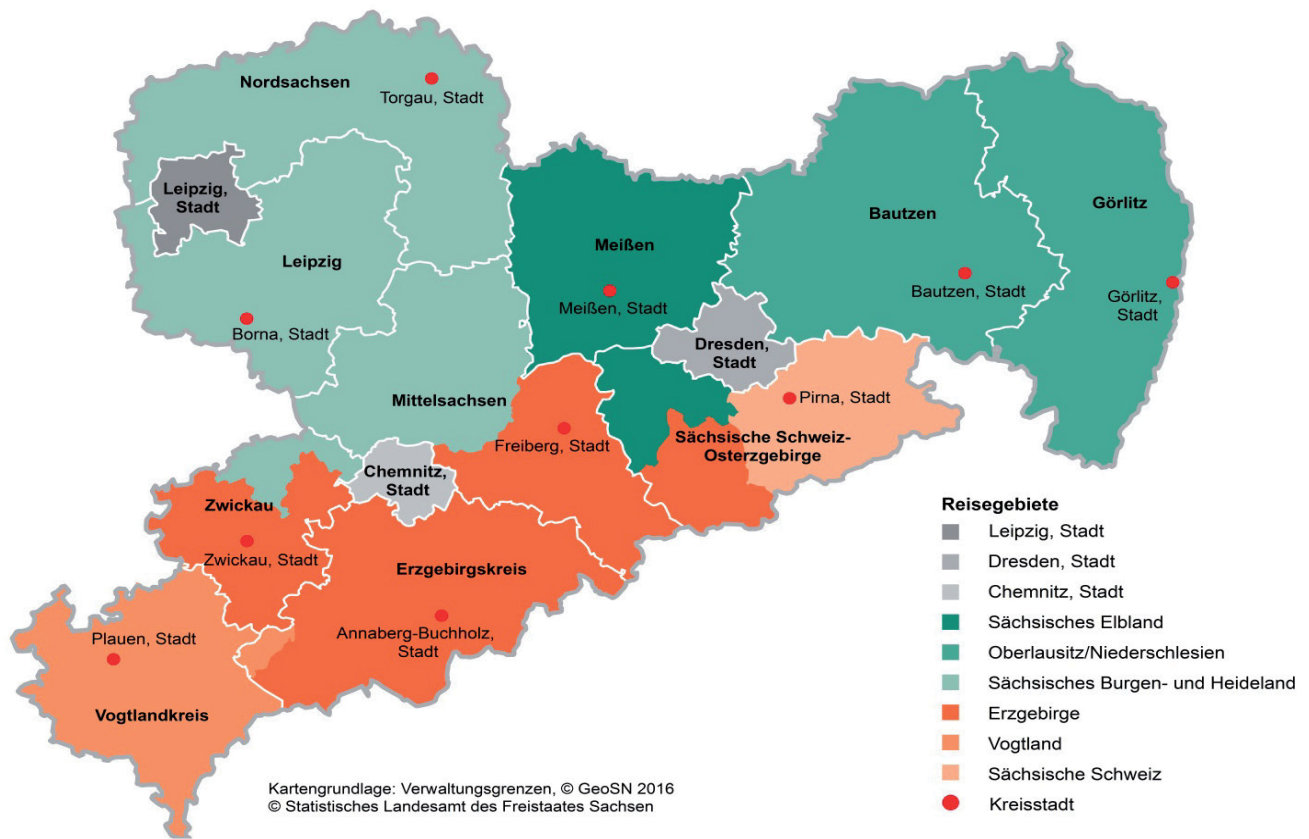 Nordsachsen
Torgau, Stadt
Leipzig,
Stadt
Leipzig
Borna, Stadt
Meißen
Meißen, Stadt
Bautzen
Bautzen, Stadt
Görlitz
Görlitz,
Stadt
Dresden,
Stadt
Mittelsachsen
Pirna, Stadt
Freiberg, Stadt
Sächsische Schweiz-
Osterzgebirge
Chemnitz,
Stadt
Zwickau
Zwickau, Stadt
Erzgebirgskreis
Annaberg-Buchholz,
Stadt
Plauen, Stadt
Vogtlandkreis
Reisegebiete
Leipzig, Stadt
Dresden, Stadt
Chemnitz, Stadt
Sächsisches Elbland
Oberlausitz/Niederschlesien
Sächsisches Burgen- und Heideland
Erzgebirge
Vogtland
Sächsische Schweiz
Kreisstadt
Kartengrundlage: Verwaltungsgrenzen, © GeoSN 2016
© Statistisches Landesamt des Freistaates Sachsen